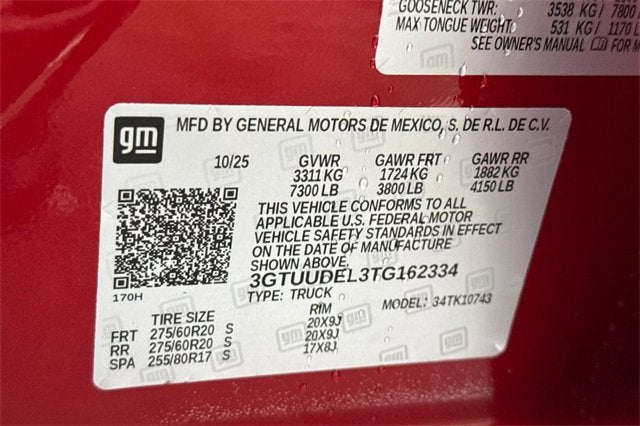 GOOSENECK TWR: 3538 KG / 7800
MAX TONGUE WEIGHT: 531 KG / 1170 L
SEE OWNER'S MANUAL FOR M
gm MFD BY GENERAL MOTORS DE MEXICO, S. DE R.L. DE C.V.
10/25 GVWR GAWR FRT GAWR RR
3311 KG 1724 KG 1882 KG
7300 LB 3800 LB 4150 LB
THIS VEHICLE CONFORMS TO ALL
APPLICABLE U.S. FEDERAL MOTOR
VEHICLE SAFETY STANDARDS IN EFFECT
ON THE DATE OF MANUFACTURE
SHOWN ABOVE.
3GTUUDEL3TG162334
170H
TYPE: TRUCK MODEL: 34TK10743
TIRE SIZE RIM
FRT 275/60R20 S 20X9J
RR 275/60R20 S 20X9J
SPA 255/80R17 S 17X8J